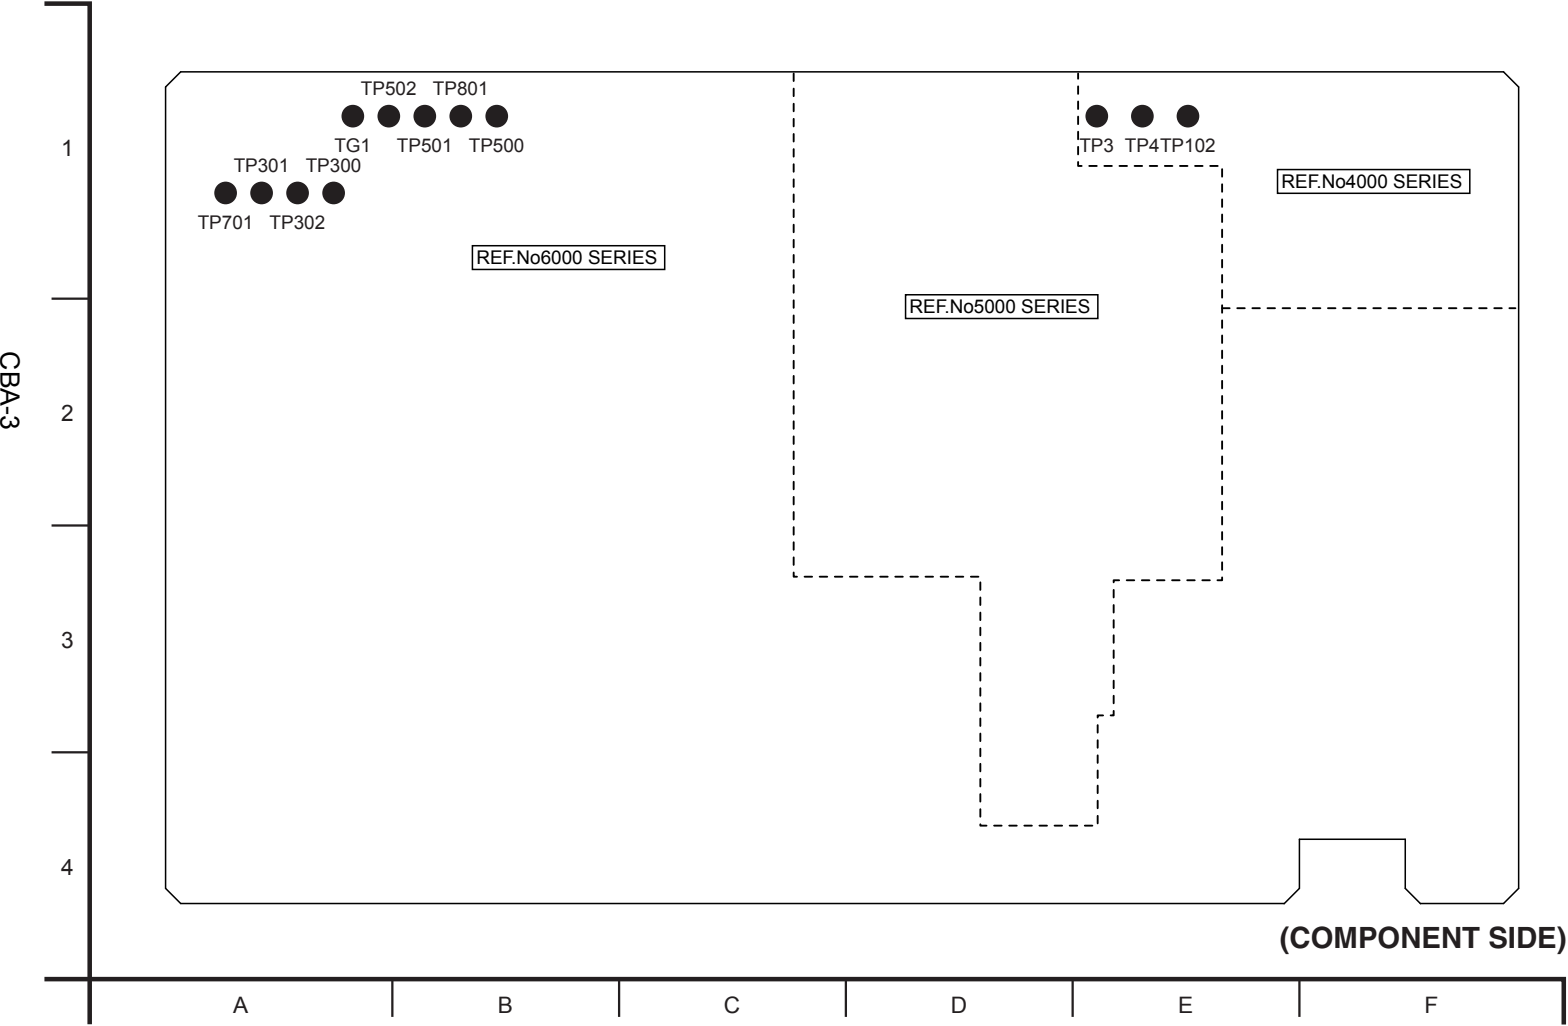 TP502 TP801
TG1 TP501 TP500
TP3 TP4 TP102
1
TP301 TP300
TP701 TP302
REF.No4000 SERIES
REF.No6000 SERIES
REF.No5000 SERIES
CBA-3
2
3
4
(COMPONENT SIDE)
A B C D E F